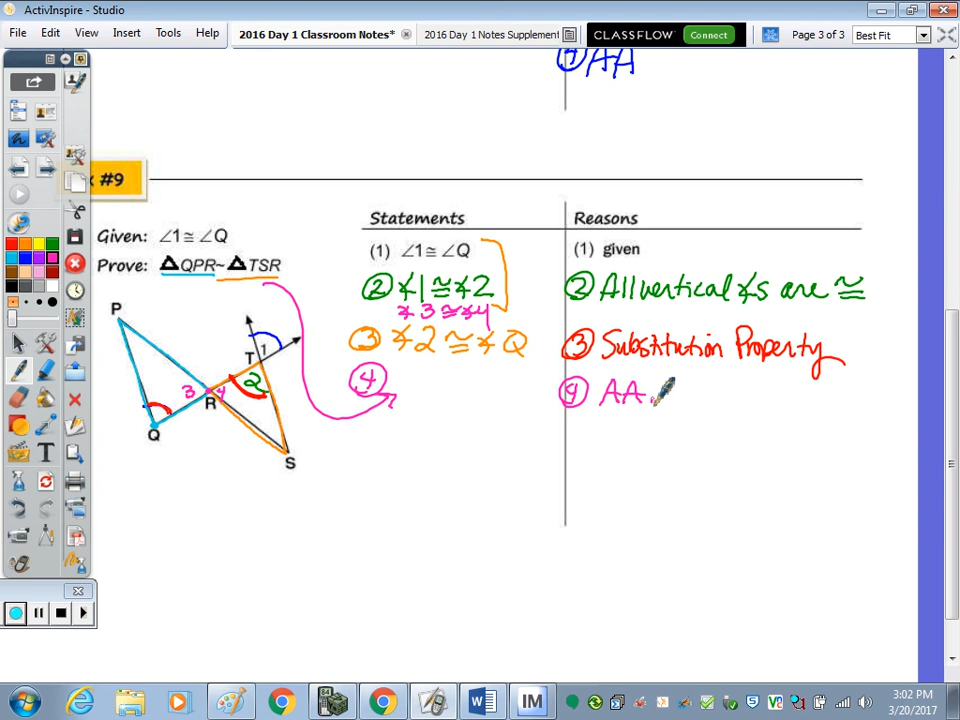 ActivInspire - Studio
File Edit View Insert Tools Help
2016 Day 1 Classroom Notes*
2016 Day 1 Notes Supplement
CLASSFLOW Connect
Page 3 of 3
Best Fit
AA
#9
Given: ∠1≅∠Q
Prove: △QPR~△TSR
Statements Reasons
(1) ∠1≅∠Q (1) given
② ∡1≅∡2 ② All vertical ∡s are ≅
∡3≅∡4
③ ∡2≅∡Q ③ Substitution Property
④ ④ AA
P
T 1
2
3 4
R
Q
S
W IM
3:02 PM
3/20/2017